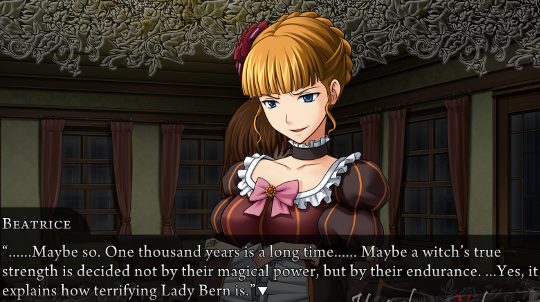 BEATRICE
“......Maybe so. One thousand years is a long time...... Maybe a witch’s true
strength is decided not by their magical power, but by their endurance. ...Yes, it
explains how terrifying Lady Bern is.”